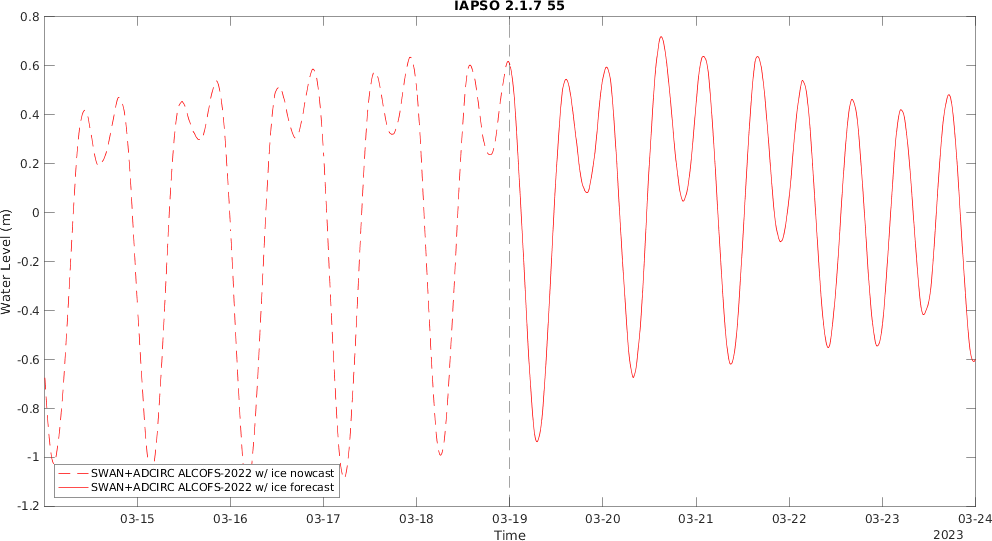 IAPSO 2.1.7 55
Water Level (m)
0.8
0.6
0.4
0.2
0
-0.2
-0.4
-0.6
-0.8
-1
-1.2
SWAN+ADCIRC ALCOFS-2022 w/ ice nowcast
SWAN+ADCIRC ALCOFS-2022 w/ ice forecast
03-15 03-16 03-17 03-18 03-19 03-20 03-21 03-22 03-23 03-24
Time
2023